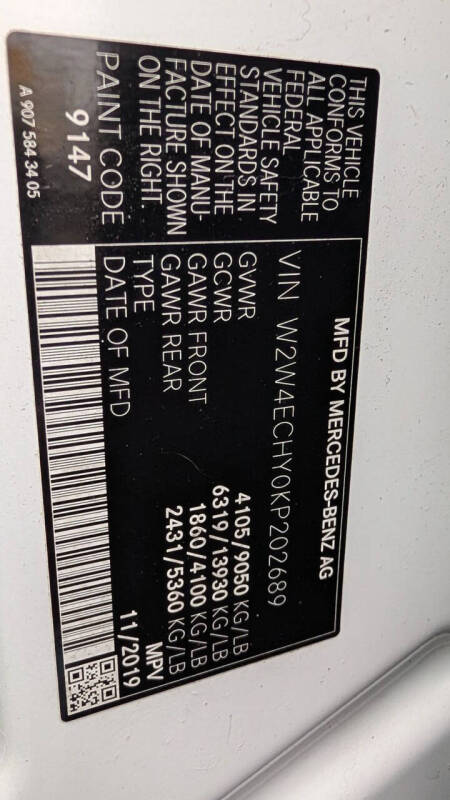 MFD BY MERCEDES-BENZ AG
VIN W2W4ECHY0KP202689
GVWR 4105/9050 KG/LB
GCWR 6319/13930 KG/LB
GAWR FRONT 1860/4100 KG/LB
GAWR REAR 2431/5360 KG/LB
TYPE MPV
DATE OF MFD 11/2019
THIS VEHICLE
CONFORMS TO
ALL APPLICABLE
FEDERAL
VEHICLE SAFETY
STANDARDS IN
EFFECT ON THE
DATE OF MANU-
FACTURE SHOWN
ON THE RIGHT
PAINT CODE
9147
A 907 584 34 05